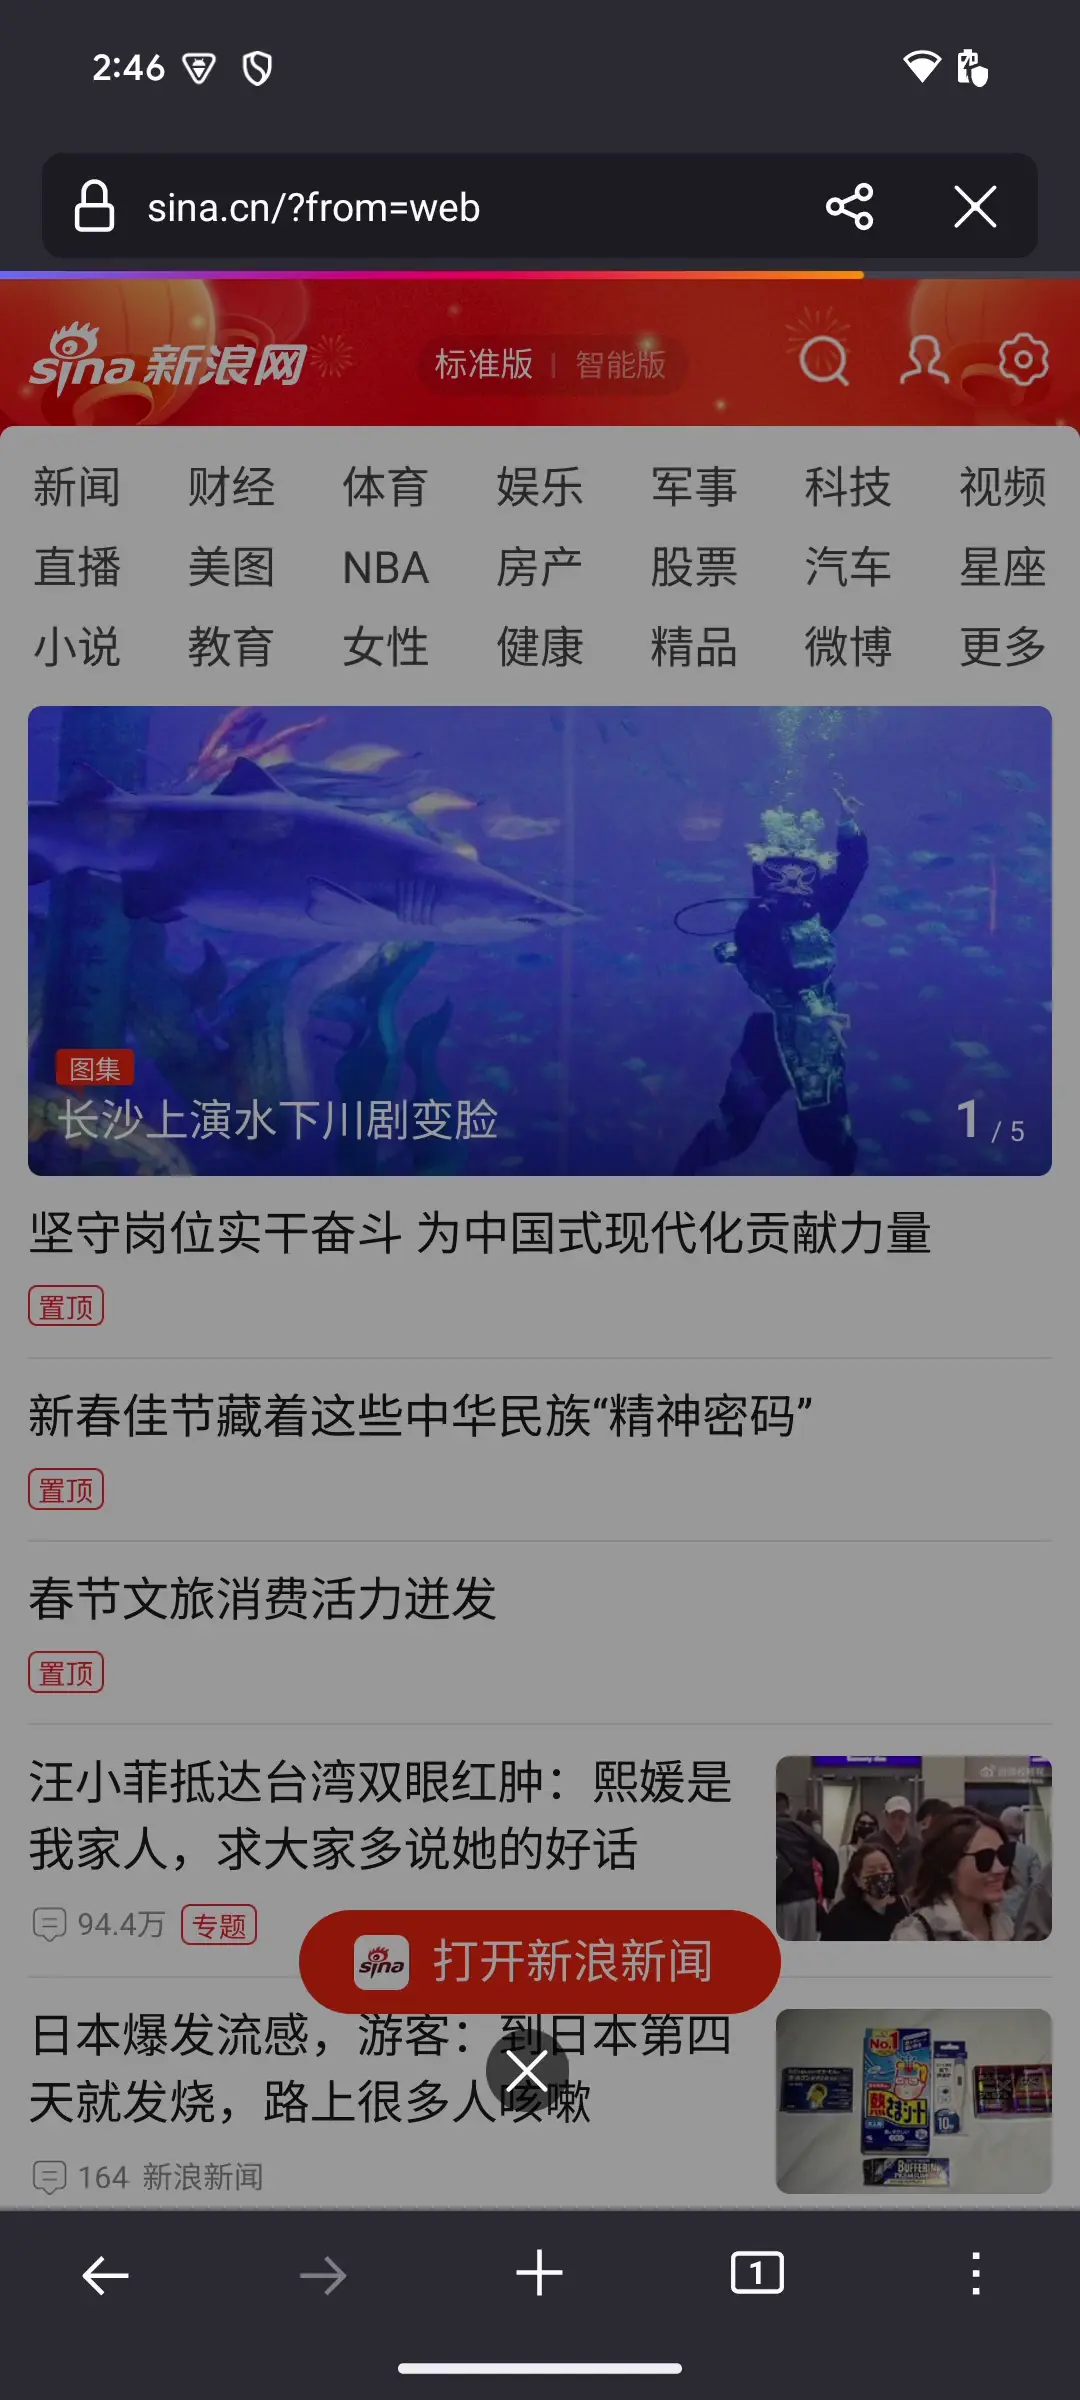 2:46
sina.cn/?from=web
sina 新浪网
标准版 | 智能版
新闻 财经 体育 娱乐 军事 科技 视频
直播 美图 NBA 房产 股票 汽车 星座
小说 教育 女性 健康 精品 微博 更多
图集
长沙上演水下川剧变脸
1 / 5
坚守岗位实干奋斗 为中国式现代化贡献力量
置顶
新春佳节藏着这些中华民族“精神密码”
置顶
春节文旅消费活力迸发
置顶
汪小菲抵达台湾双眼红肿：熙媛是
我家人，求大家多说她的好话
94.4万 专题
sina 打开新浪新闻
日本爆发流感，游客：到日本第四
天就发烧，路上很多人咳嗽
No.1
BUFFERIN
164 新浪新闻
1